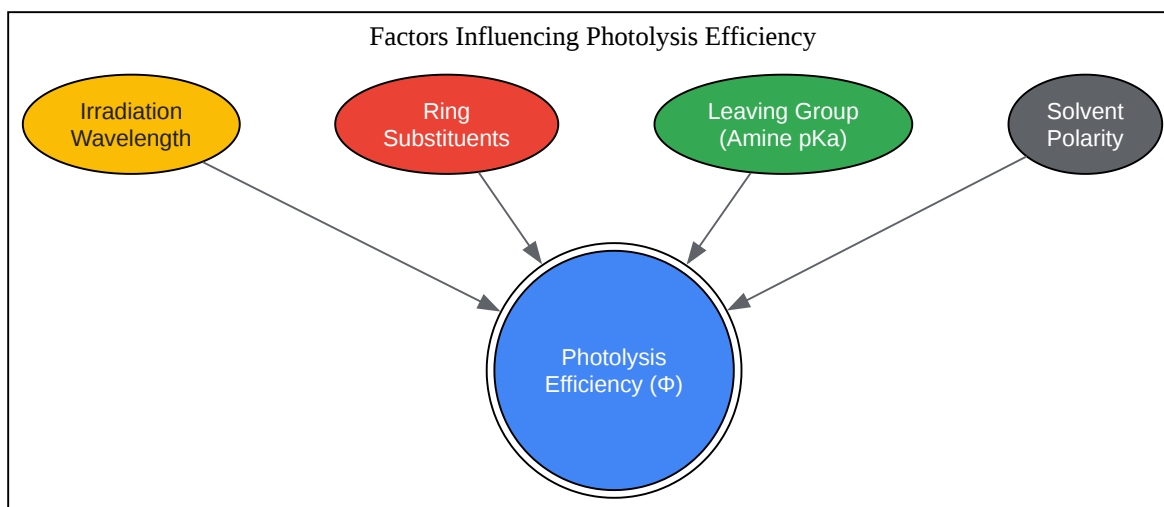 Factors Influencing Photolysis Efficiency
Irradiation
Wavelength
Ring
Substituents
Leaving Group
(Amine pKa)
Solvent
Polarity
Photolysis
Efficiency (Φ)